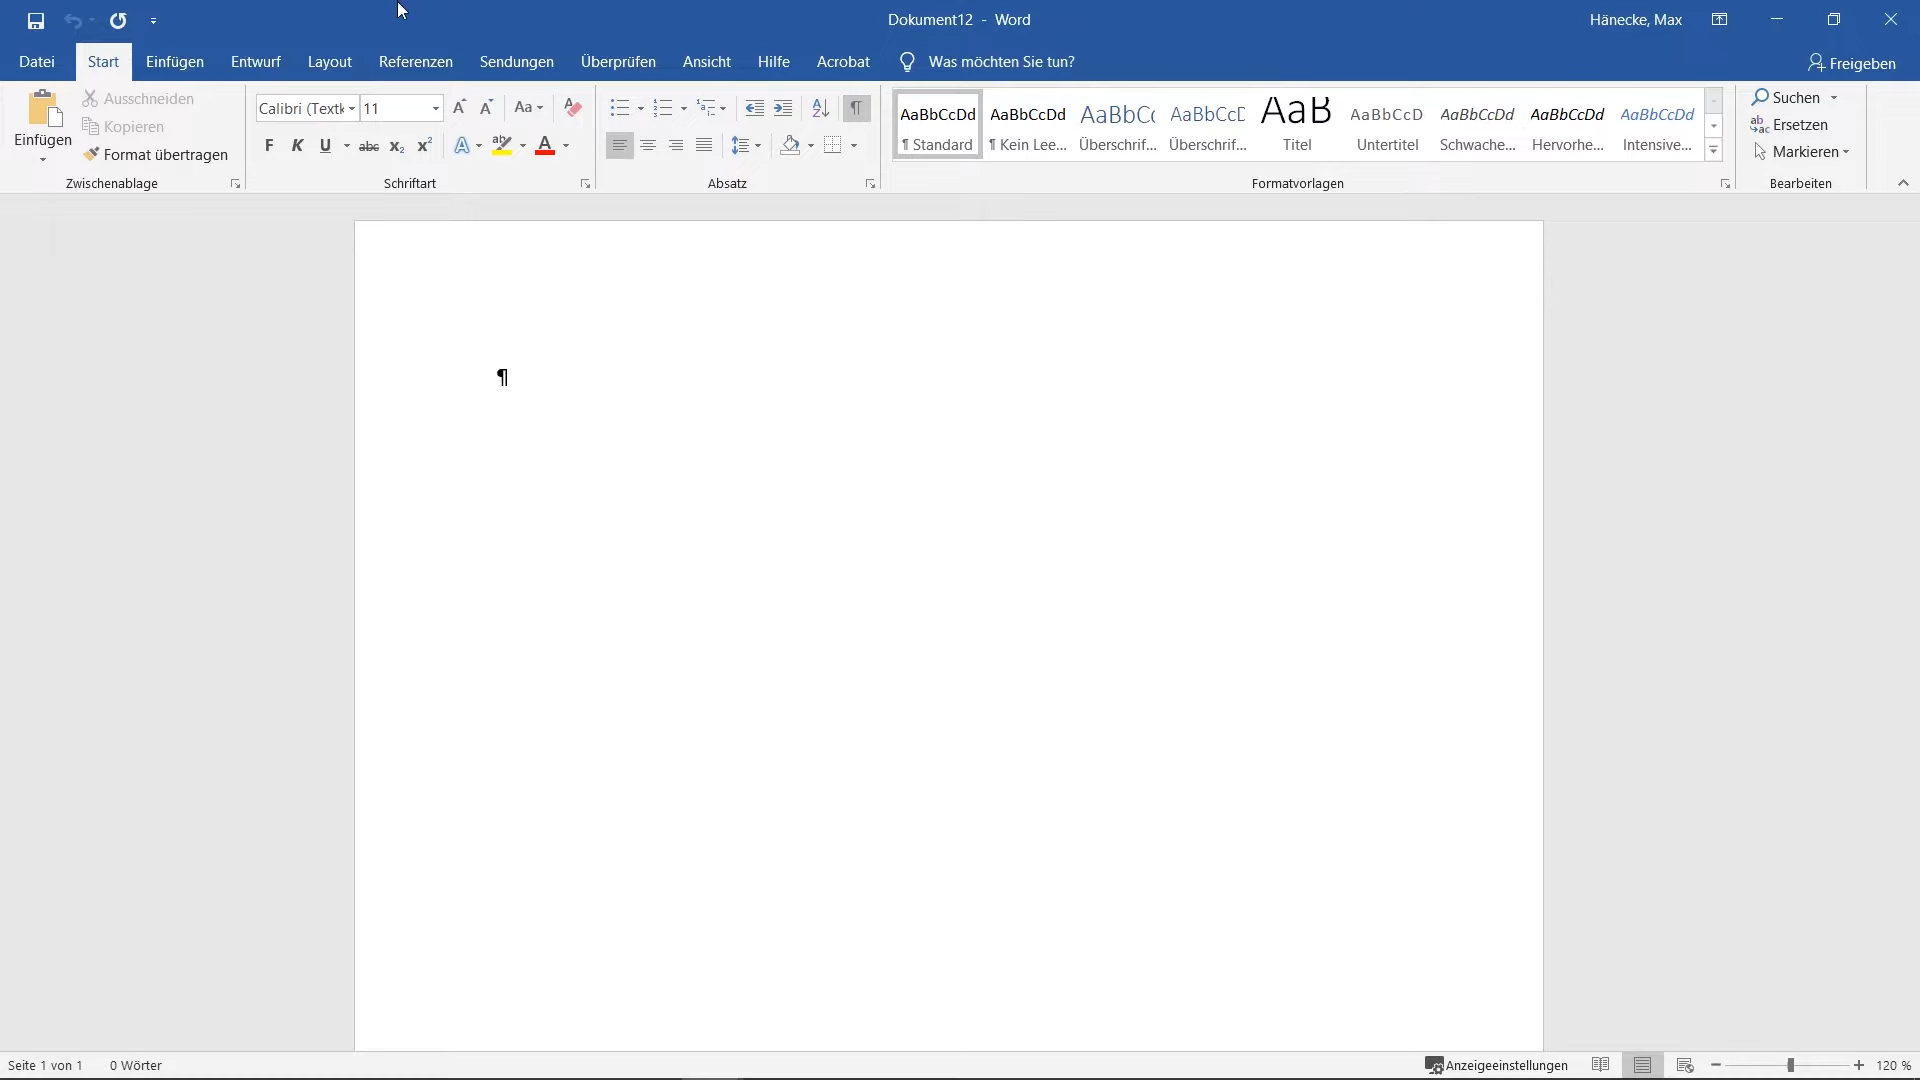 Dokument12 - Word
Hänecke, Max
Datei Start Einfügen Entwurf Layout Referenzen Sendungen Überprüfen Ansicht Hilfe Acrobat Was möchten Sie tun? Freigeben
Einfügen
Ausschneiden
Kopieren
Format übertragen
Zwischenablage
Calibri (Textk 11
Aa
F K U abc x₂ x² A ab A
Schriftart
Absatz
AaBbCcDd AaBbCcDd AaBbC AaBbCcD AaB AaBbCcD AaBbCcDd AaBbCcDd AaBbCcDd
¶ Standard ¶ Kein Lee... Überschrif... Überschrif... Titel Untertitel Schwache... Hervorhe... Intensive...
Formatvorlagen
Suchen
Ersetzen
Markieren
Bearbeiten
¶
Seite 1 von 1 0 Wörter Anzeigeeinstellungen 120 %